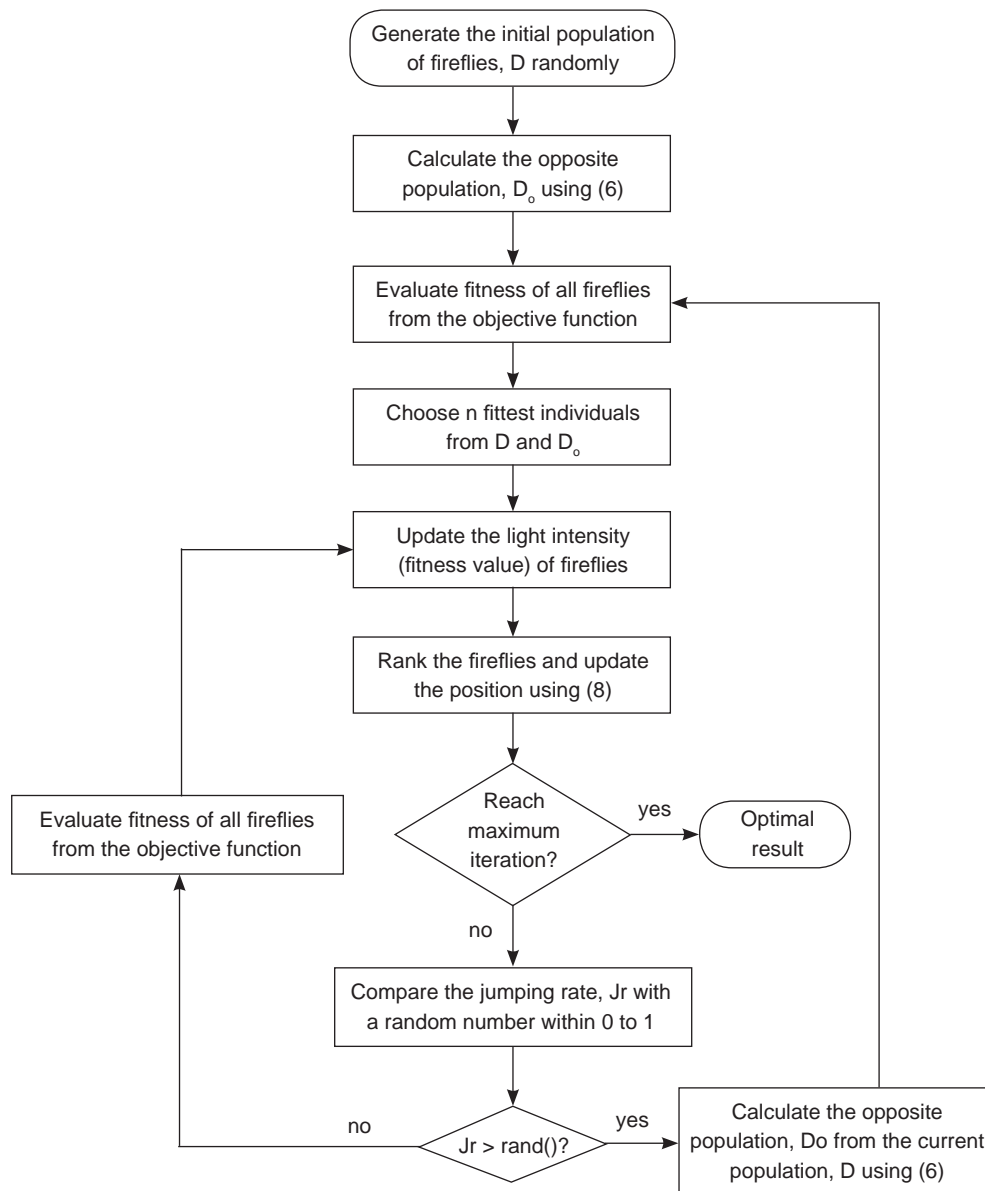 Generate the initial population
of fireflies, D randomly
Calculate the opposite
population, Dₒ using (6)
Evaluate fitness of all fireflies
from the objective function
Choose n fittest individuals
from D and Dₒ
Update the light intensity
(fitness value) of fireflies
Rank the fireflies and update
the position using (8)
Reach
maximum
iteration?
yes
Optimal
result
Evaluate fitness of all fireflies
from the objective function
no
Compare the jumping rate, Jr with
a random number within 0 to 1
Jr > rand()?
no
yes
Calculate the opposite
population, Do from the current
population, D using (6)